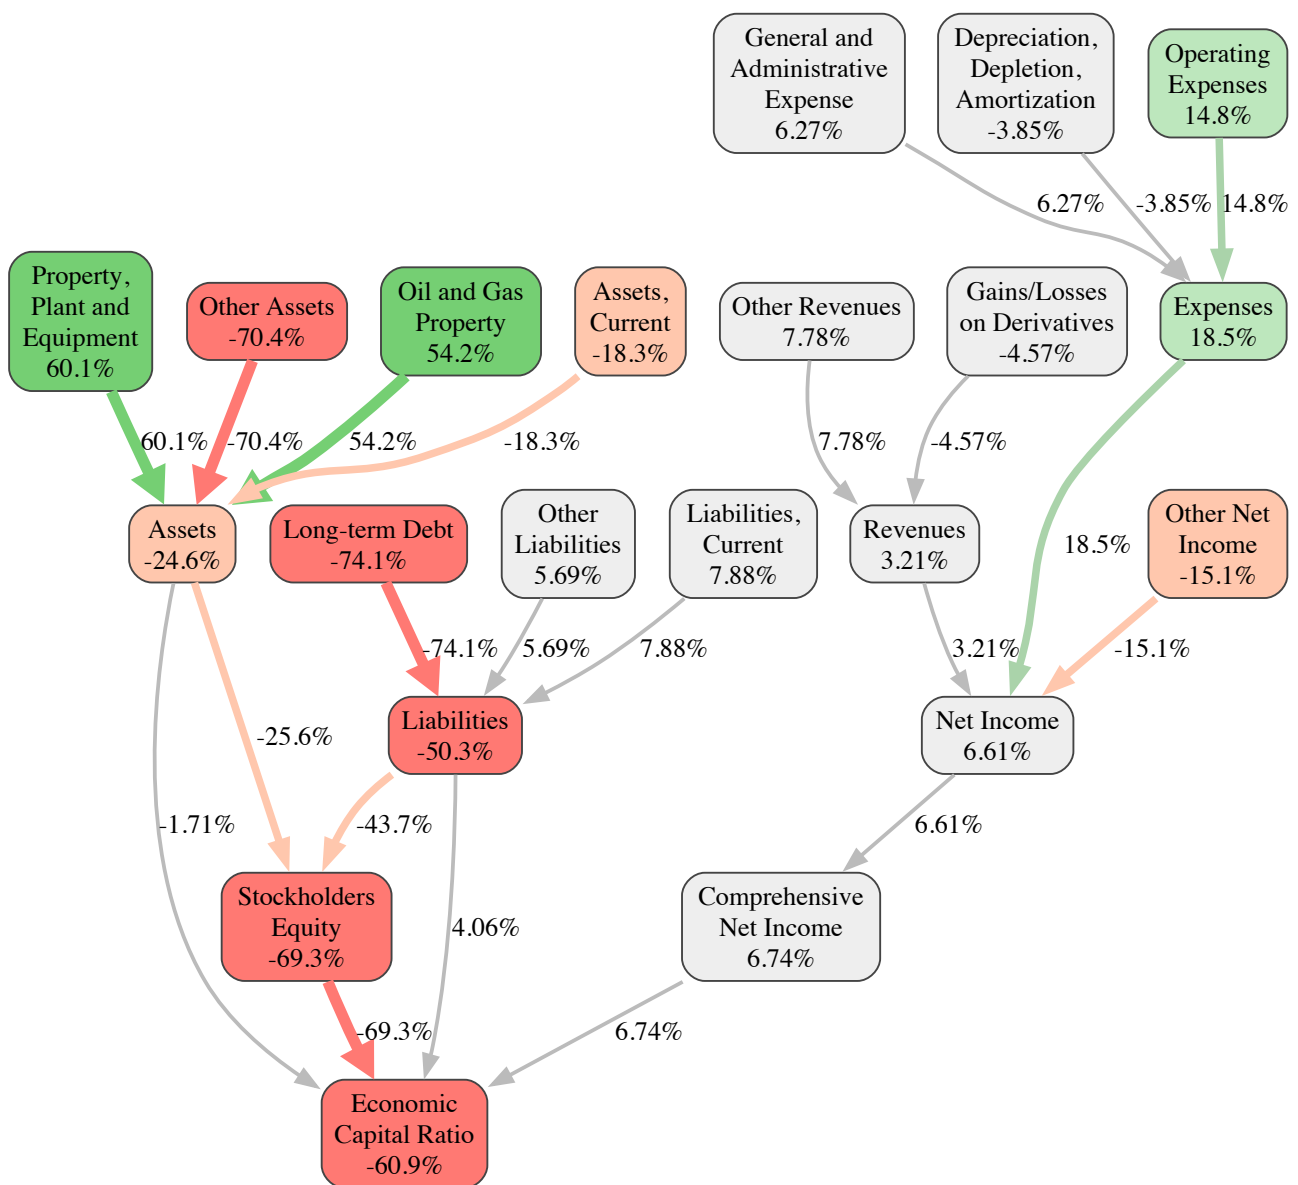 General and
Administrative
Expense
6.27%
Depreciation,
Depletion,
Amortization
-3.85%
Operating
Expenses
14.8%
6.27%
-3.85%
14.8%
Property,
Plant and
Equipment
60.1%
Other Assets
-70.4%
Oil and Gas
Property
54.2%
Assets,
Current
-18.3%
Other Revenues
7.78%
Gains/Losses
on Derivatives
-4.57%
Expenses
18.5%
60.1%
-70.4%
54.2%
-18.3%
7.78%
-4.57%
Assets
-24.6%
Long-term Debt
-74.1%
Other
Liabilities
5.69%
Liabilities,
Current
7.88%
Revenues
3.21%
18.5%
Other Net
Income
-15.1%
-74.1%
5.69%
7.88%
3.21%
-15.1%
-25.6%
Liabilities
-50.3%
Net Income
6.61%
-1.71%
-43.7%
6.61%
Stockholders
Equity
-69.3%
4.06%
Comprehensive
Net Income
6.74%
-69.3%
6.74%
Economic
Capital Ratio
-60.9%